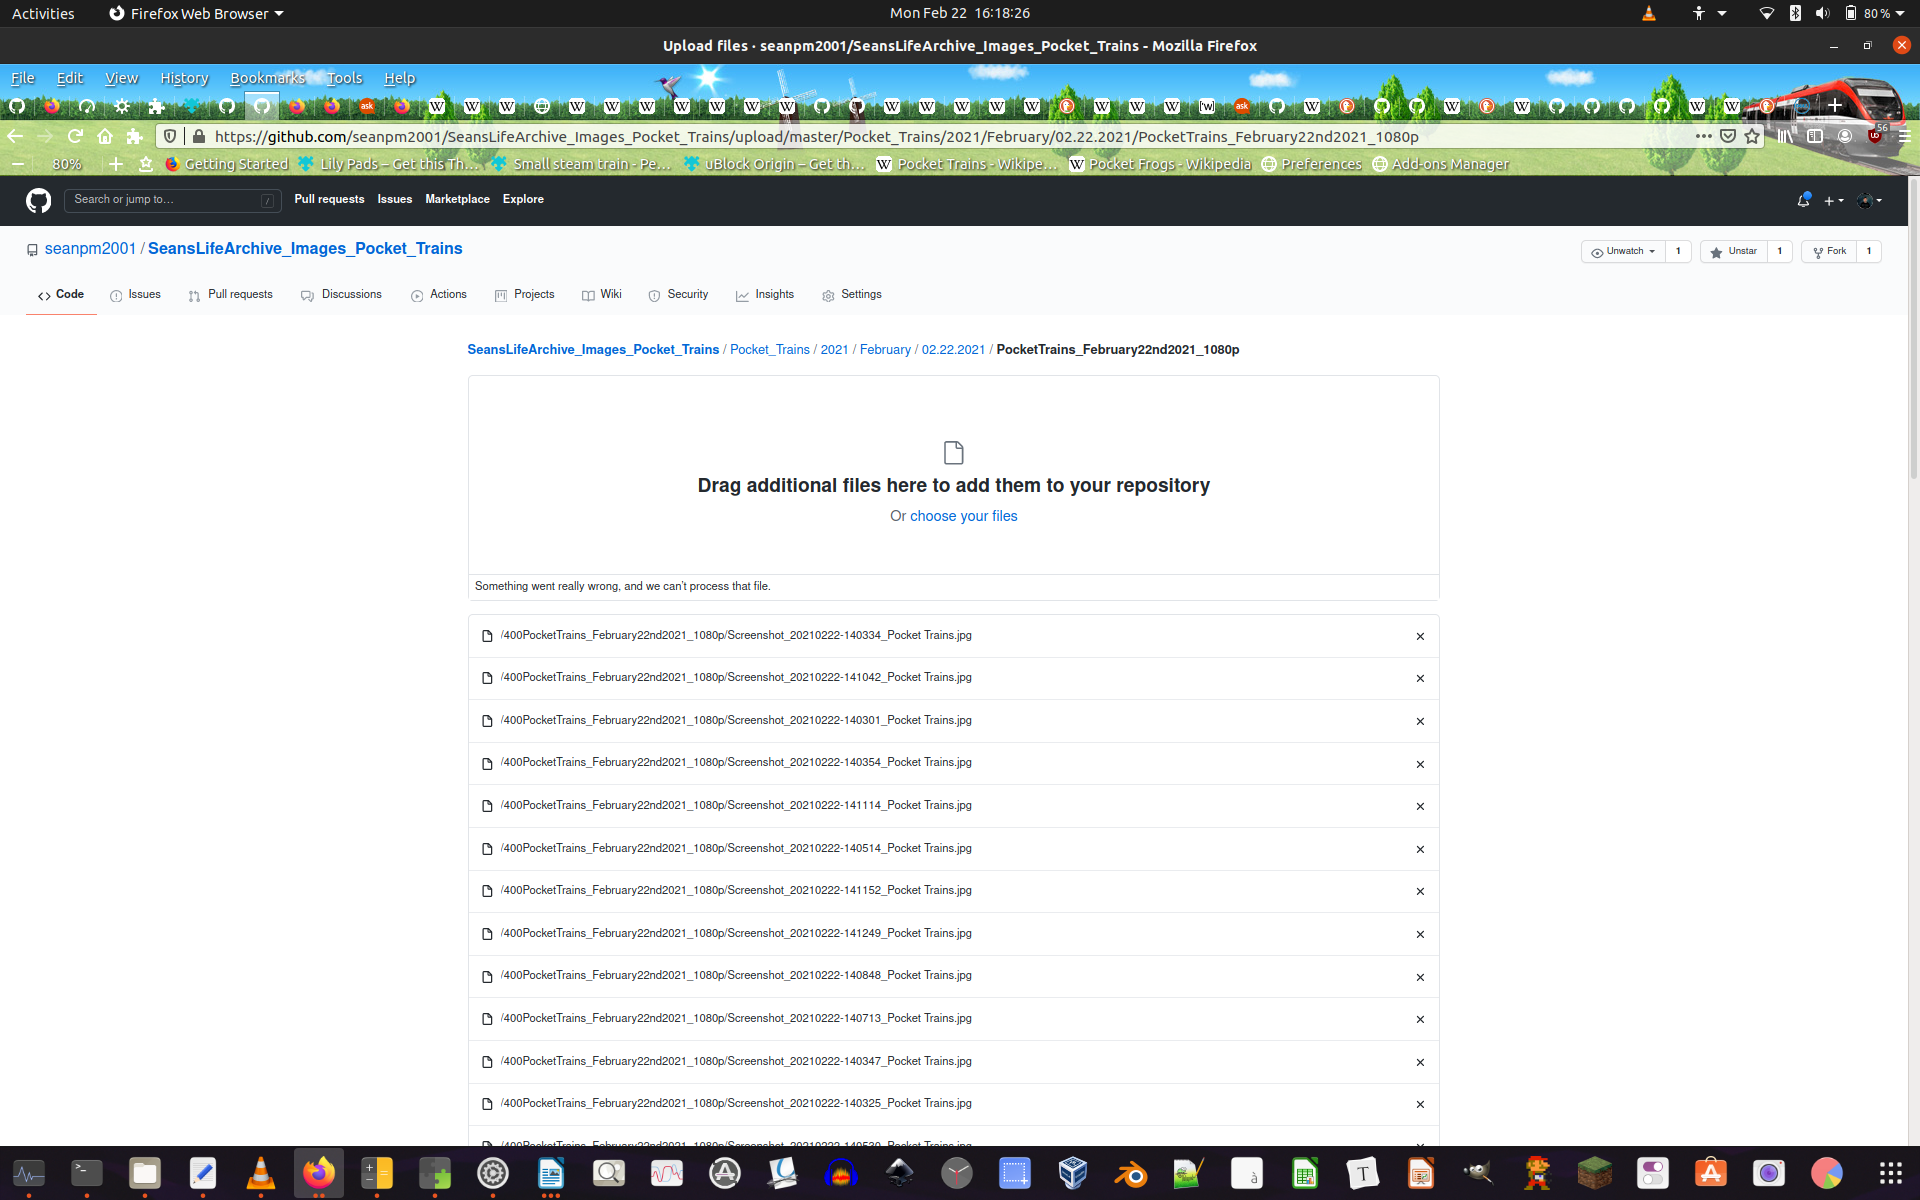 Activities Firefox Web Browser Mon Feb 22 16:18:26 80 %
Upload files · seanpm2001/SeansLifeArchive_Images_Pocket_Trains - Mozilla Firefox
File Edit View History Bookmarks Tools Help
https://github.com/seanpm2001/SeansLifeArchive_Images_Pocket_Trains/upload/master/Pocket_Trains/2021/February/02.22.2021/PocketTrains_February22nd2021_1080p 56
80% Getting Started Lily Pads – Get this Th… Small steam train - Pe… uBlock Origin – Get th… Pocket Trains - Wikipe… Pocket Frogs - Wikipedia Preferences Add-ons Manager
Search or jump to… / Pull requests Issues Marketplace Explore
seanpm2001 / SeansLifeArchive_Images_Pocket_Trains Unwatch 1 Unstar 1 Fork 1
Code Issues Pull requests Discussions Actions Projects Wiki Security Insights Settings
SeansLifeArchive_Images_Pocket_Trains / Pocket_Trains / 2021 / February / 02.22.2021 / PocketTrains_February22nd2021_1080p
Drag additional files here to add them to your repository
Or choose your files
Something went really wrong, and we can't process that file.
/400PocketTrains_February22nd2021_1080p/Screenshot_20210222-140334_Pocket Trains.jpg
/400PocketTrains_February22nd2021_1080p/Screenshot_20210222-141042_Pocket Trains.jpg
/400PocketTrains_February22nd2021_1080p/Screenshot_20210222-140301_Pocket Trains.jpg
/400PocketTrains_February22nd2021_1080p/Screenshot_20210222-140354_Pocket Trains.jpg
/400PocketTrains_February22nd2021_1080p/Screenshot_20210222-141114_Pocket Trains.jpg
/400PocketTrains_February22nd2021_1080p/Screenshot_20210222-140514_Pocket Trains.jpg
/400PocketTrains_February22nd2021_1080p/Screenshot_20210222-141152_Pocket Trains.jpg
/400PocketTrains_February22nd2021_1080p/Screenshot_20210222-141249_Pocket Trains.jpg
/400PocketTrains_February22nd2021_1080p/Screenshot_20210222-140848_Pocket Trains.jpg
/400PocketTrains_February22nd2021_1080p/Screenshot_20210222-140713_Pocket Trains.jpg
/400PocketTrains_February22nd2021_1080p/Screenshot_20210222-140347_Pocket Trains.jpg
/400PocketTrains_February22nd2021_1080p/Screenshot_20210222-140325_Pocket Trains.jpg